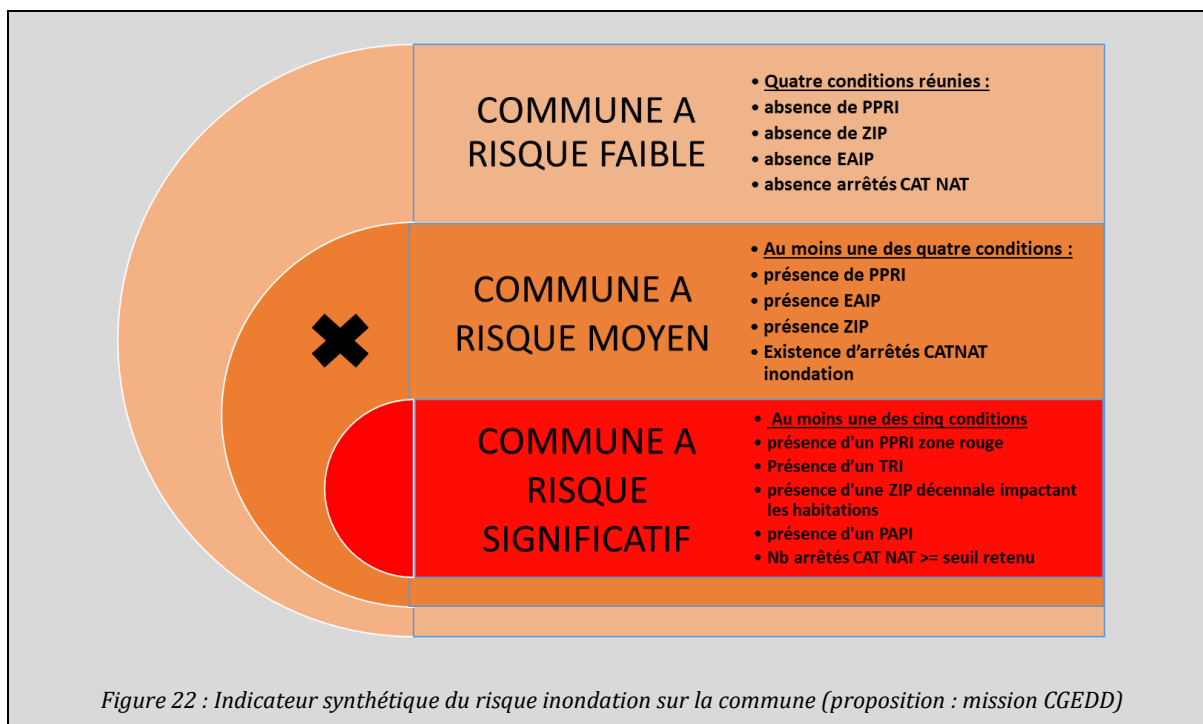 COMMUNE A
RISQUE FAIBLE
• Quatre conditions réunies :
• absence de PPRI
• absence de ZIP
• absence EAIP
• absence arrêtés CAT NAT
COMMUNE A
RISQUE MOYEN
• Au moins une des quatre conditions :
• présence de PPRI
• présence EAIP
• présence ZIP
• Existence d’arrêtés CATNAT
inondation
COMMUNE A
RISQUE
SIGNIFICATIF
• Au moins une des cinq conditions
• présence d'un PPRI zone rouge
• Présence d’un TRI
• présence d'une ZIP décennale impactant
les habitations
• présence d'un PAPI
• Nb arrêtés CAT NAT >= seuil retenu
Figure 22 : Indicateur synthétique du risque inondation sur la commune (proposition : mission CGEDD)